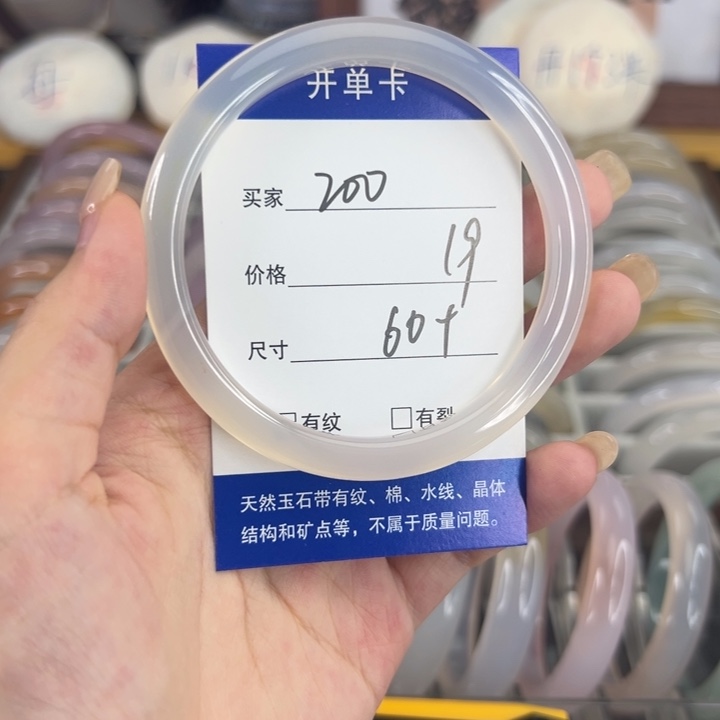 开单卡
买家 200
价格 19
尺寸 60+
□有纹 □有裂
天然玉石带有纹、棉、水线、晶体
结构和矿点等，不属于质量问题。